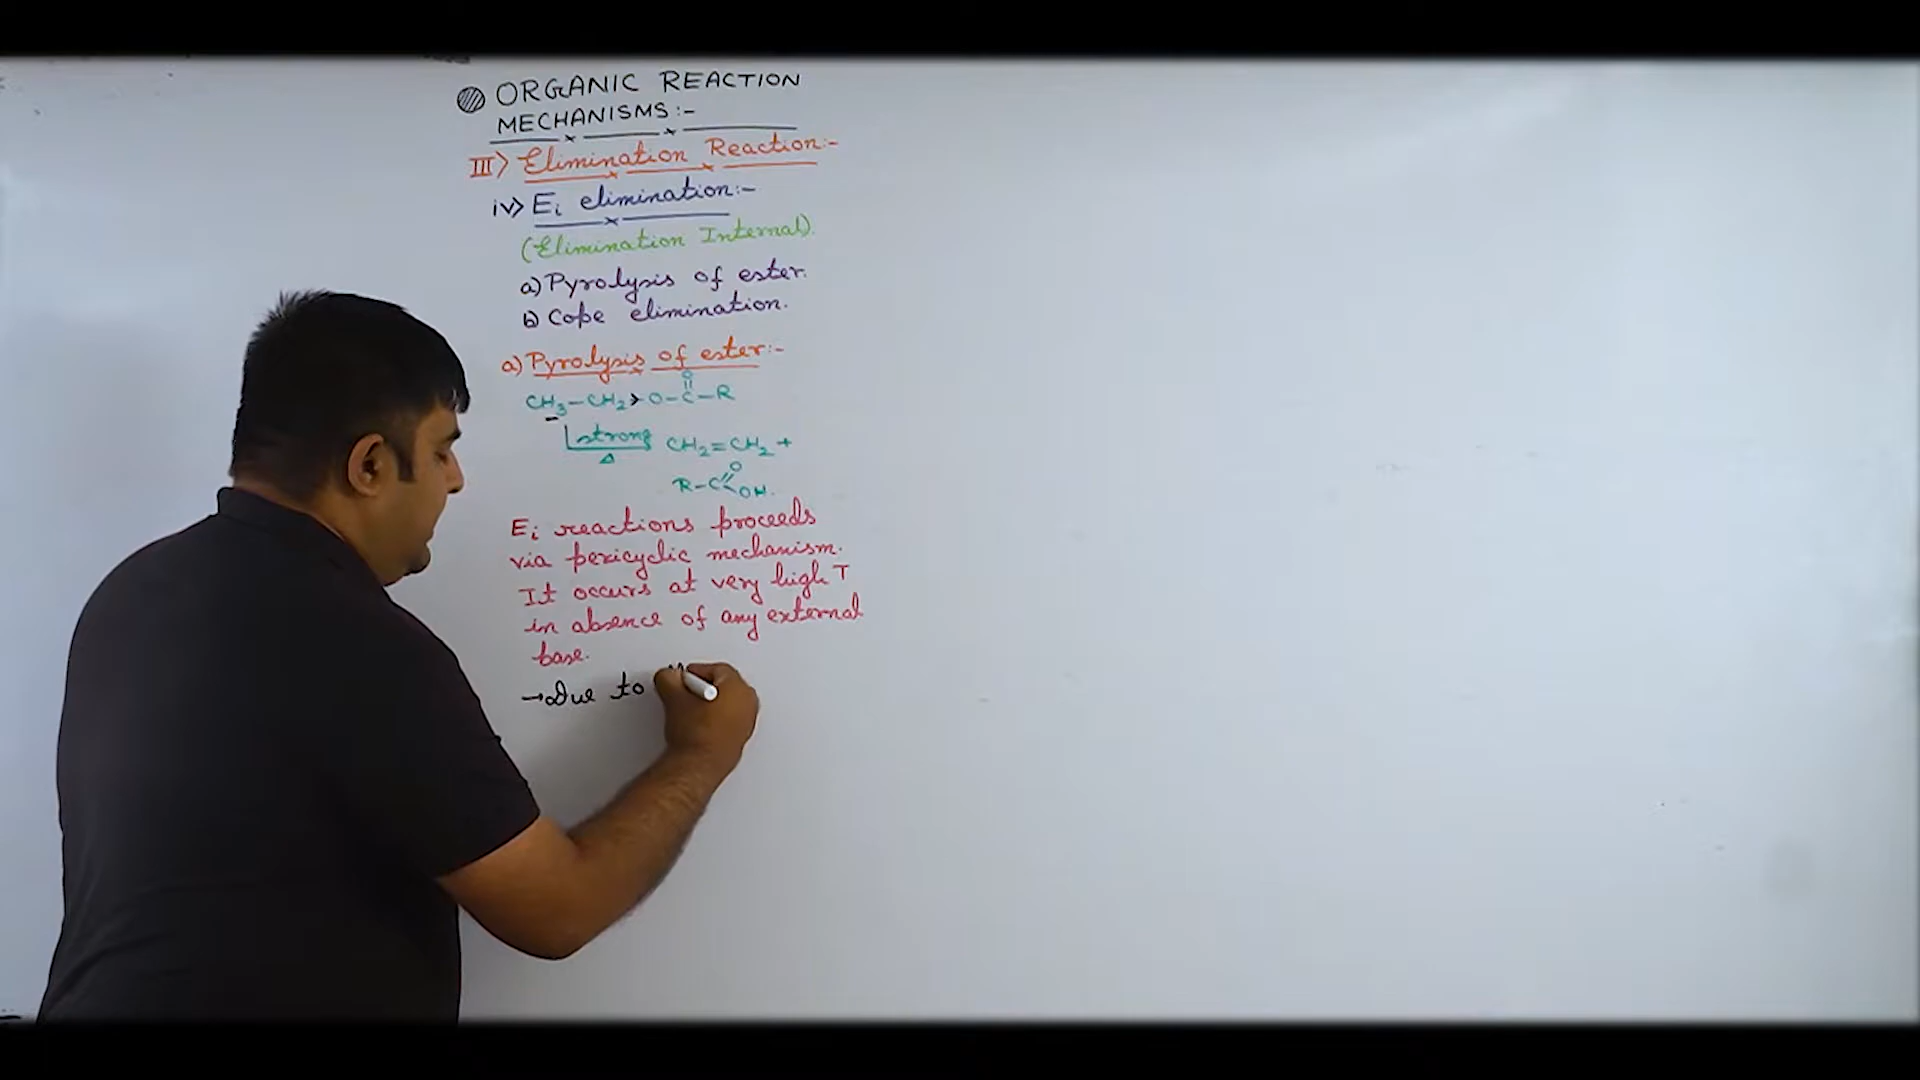 ORGANIC REACTION
MECHANISMS:-
III) Elimination Reaction:-
iv) Ei elimination:-
(Elimination Internal).
a) Pyrolysis of ester.
b) Cope elimination.
a) Pyrolysis of ester:-
CH₃-CH₂-O-C(=O)-R
strong Δ CH₂=CH₂ +
R-C(=O)OH.
Ei reactions proceeds
via pericyclic mechanism.
It occurs at very high T
in absence of any external
base.
→Due to